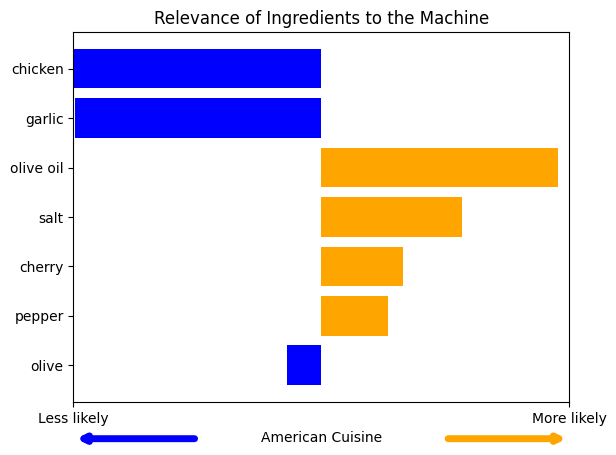 Relevance of Ingredients to the Machine
chicken
garlic
olive oil
salt
cherry
pepper
olive
Less likely
More likely
American Cuisine